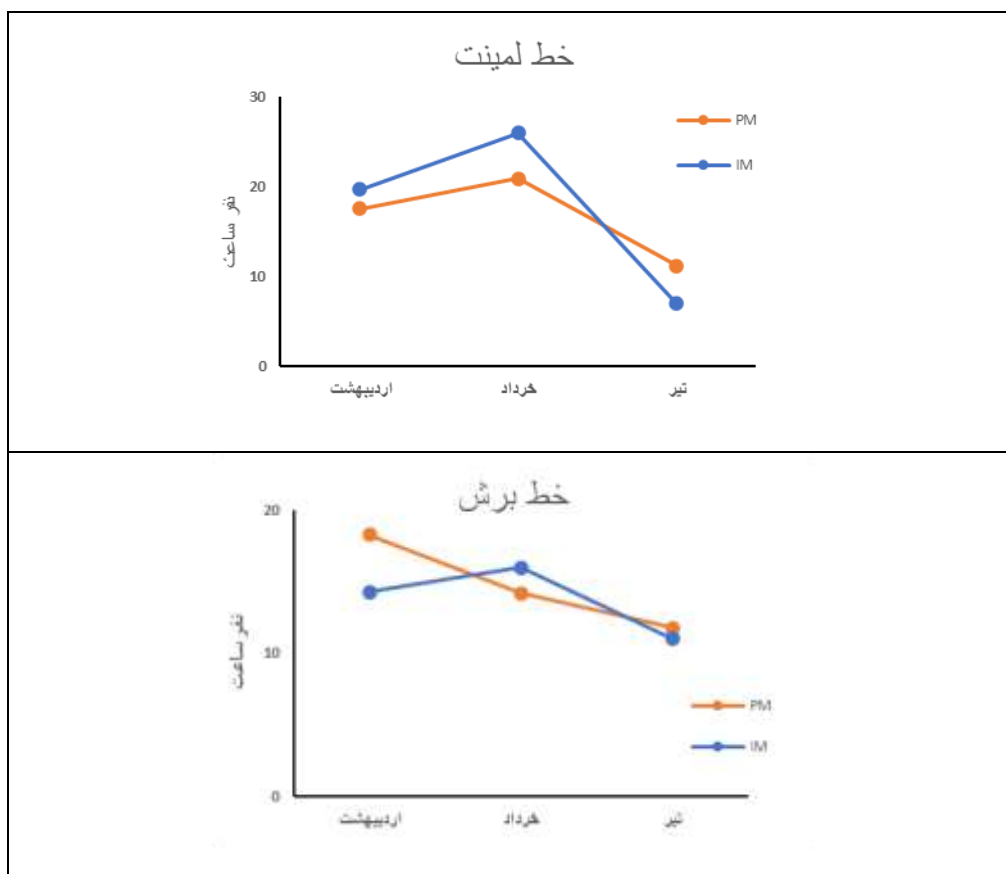 خط لمینت
30
20
10
0
نفر ساعت
PM
IM
اردیبهشت
خرداد
تیر
خط برش
20
10
0
نفر ساعت
PM
IM
اردیبهشت
خرداد
تیر